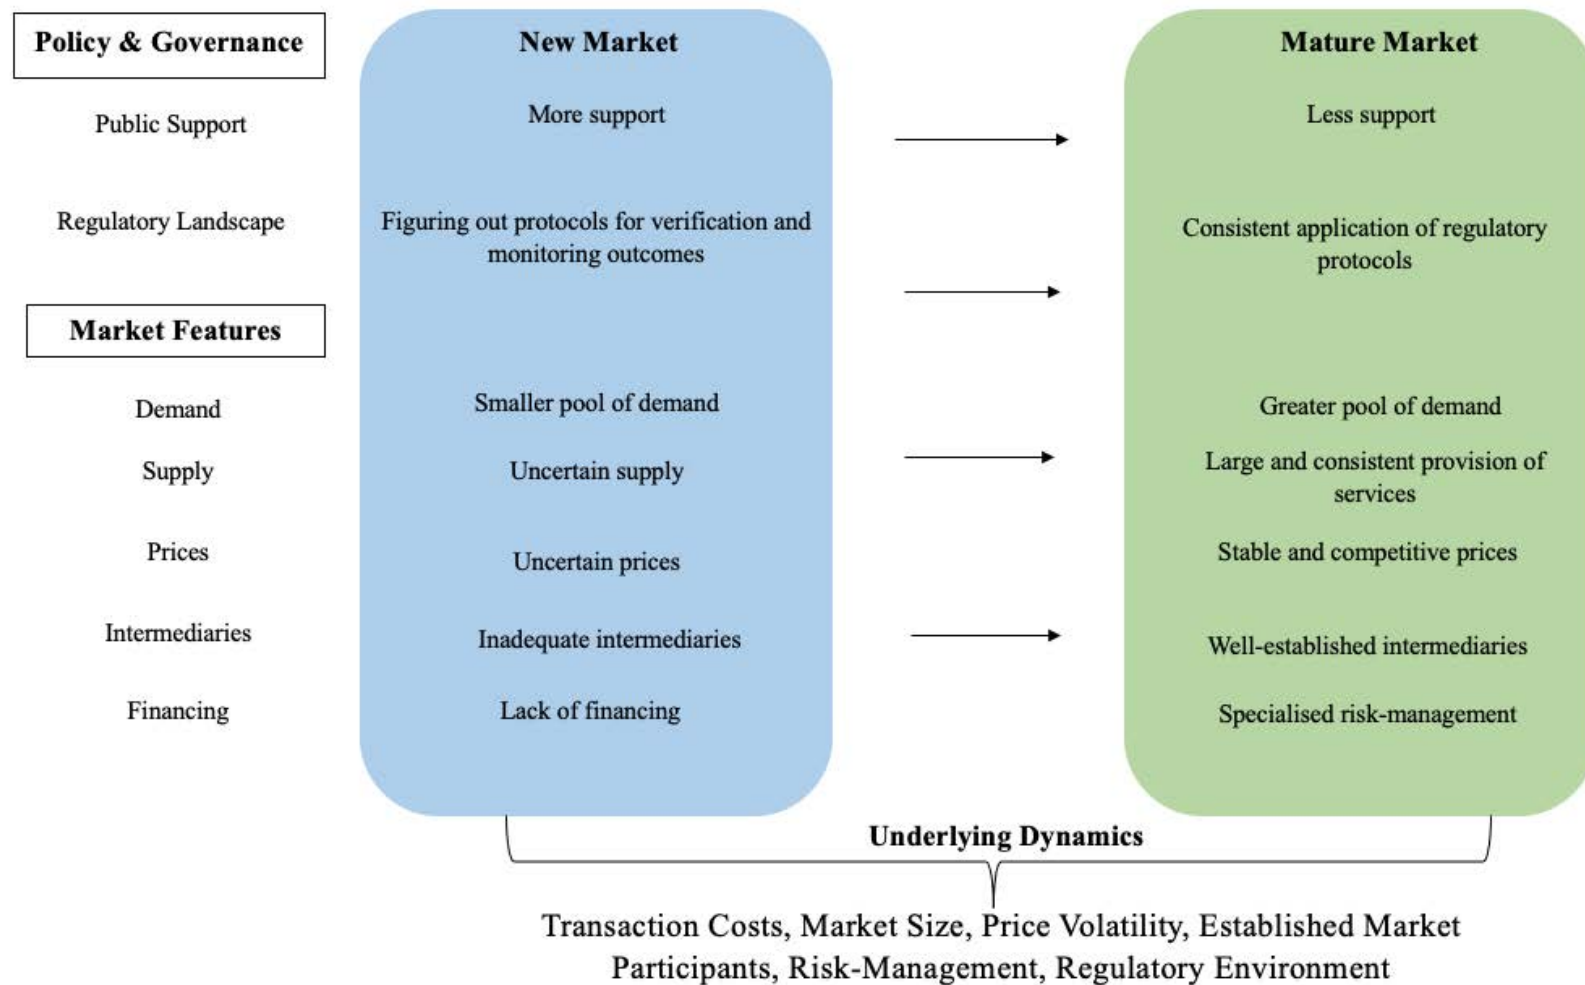 Policy & Governance
New Market
Mature Market
Public Support
More support
Less support
Regulatory Landscape
Figuring out protocols for verification and
monitoring outcomes
Consistent application of regulatory
protocols
Market Features
Demand
Smaller pool of demand
Greater pool of demand
Supply
Uncertain supply
Large and consistent provision of
services
Prices
Uncertain prices
Stable and competitive prices
Intermediaries
Inadequate intermediaries
Well-established intermediaries
Financing
Lack of financing
Specialised risk-management
Underlying Dynamics
Transaction Costs, Market Size, Price Volatility, Established Market
Participants, Risk-Management, Regulatory Environment